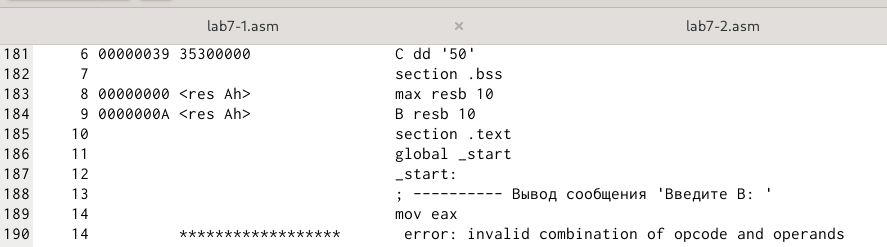 lab7-1.asm × lab7-2.asm
181 6 00000039 35300000 C dd '50'
182 7 section .bss
183 8 00000000 <res Ah> max resb 10
184 9 0000000A <res Ah> B resb 10
185 10 section .text
186 11 global _start
187 12 _start:
188 13 ; ---------- Вывод сообщения 'Введите B: '
189 14 mov eax
190 14 ****************** error: invalid combination of opcode and operands